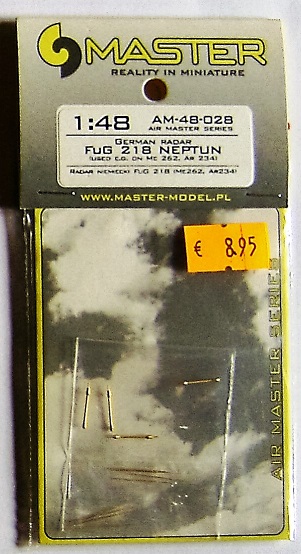 MASTER
REALITY IN MINIATURE
1:48
AM-48-028
AIR MASTER SERIES
GERMAN RADAR
FUG 218 NEPTUN
(USED E.G. ON ME 262, AR 234)
RADAR NIEMIECKI FUG 218 (ME262, AR234)
WWW.MASTER-MODEL.PL
€ 8.95
AIR MASTER SERIES